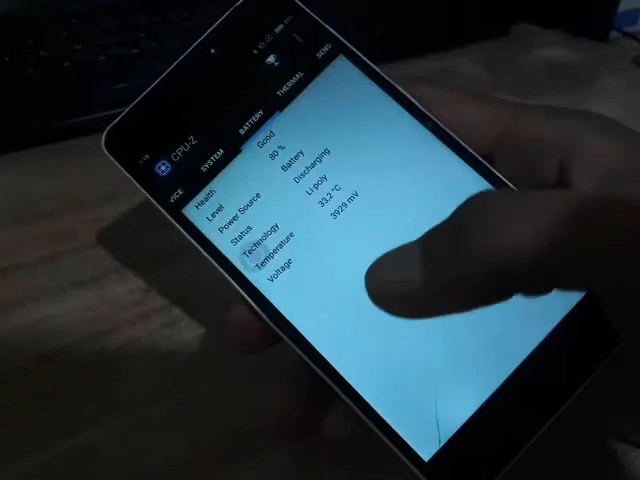 CPU-Z
VICE SYSTEM BATTERY THERMAL SENS
Health Good
Level 80 %
Power Source Battery
Status Discharging
Technology Li-poly
Temperature 33.2 °C
Voltage 3929 mV